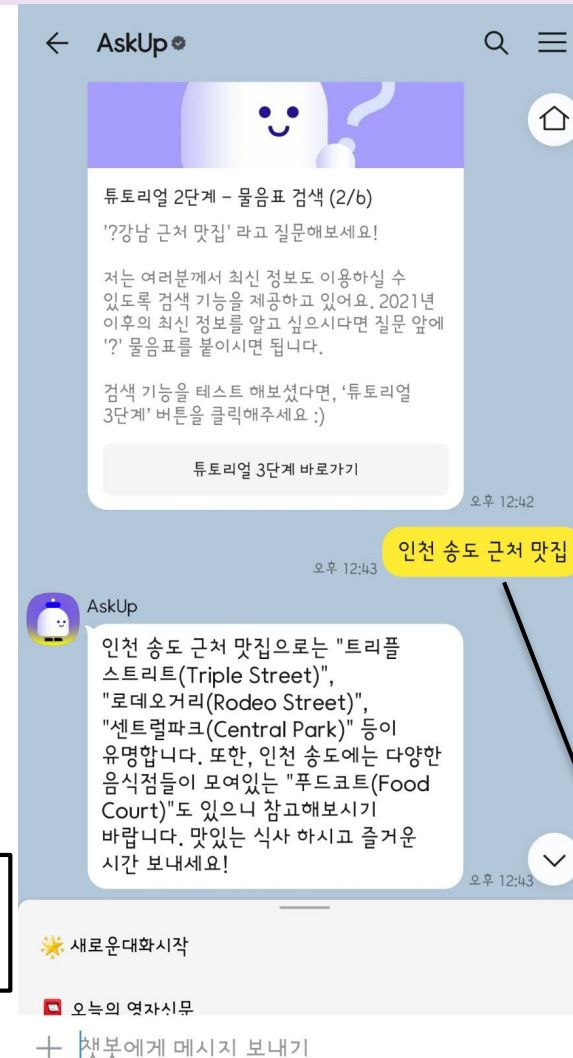 AskUp
튜토리얼 2단계 – 물음표 검색 (2/6)
'?강남 근처 맛집' 라고 질문해보세요!
저는 여러분께서 최신 정보도 이용하실 수
있도록 검색 기능을 제공하고 있어요. 2021년
이후의 최신 정보를 알고 싶으시다면 질문 앞에
'?' 물음표를 붙이시면 됩니다.
검색 기능을 테스트 해보셨다면, ‘튜토리얼
3단계’ 버튼을 클릭해주세요 :)
튜토리얼 3단계 바로가기
오후 12:42
인천 송도 근처 맛집
오후 12:43
AskUp
인천 송도 근처 맛집으로는 "트리플
스트리트(Triple Street)",
"로데오거리(Rodeo Street)",
"센트럴파크(Central Park)" 등이
유명합니다. 또한, 인천 송도에는 다양한
음식점들이 모여있는 "푸드코트(Food
Court)"도 있으니 참고해보시기
바랍니다. 맛있는 식사 하시고 즐거운
시간 보내세요!
오후 12:43
새로운대화시작
오늘의 영자신문
챗봇에게 메시지 보내기